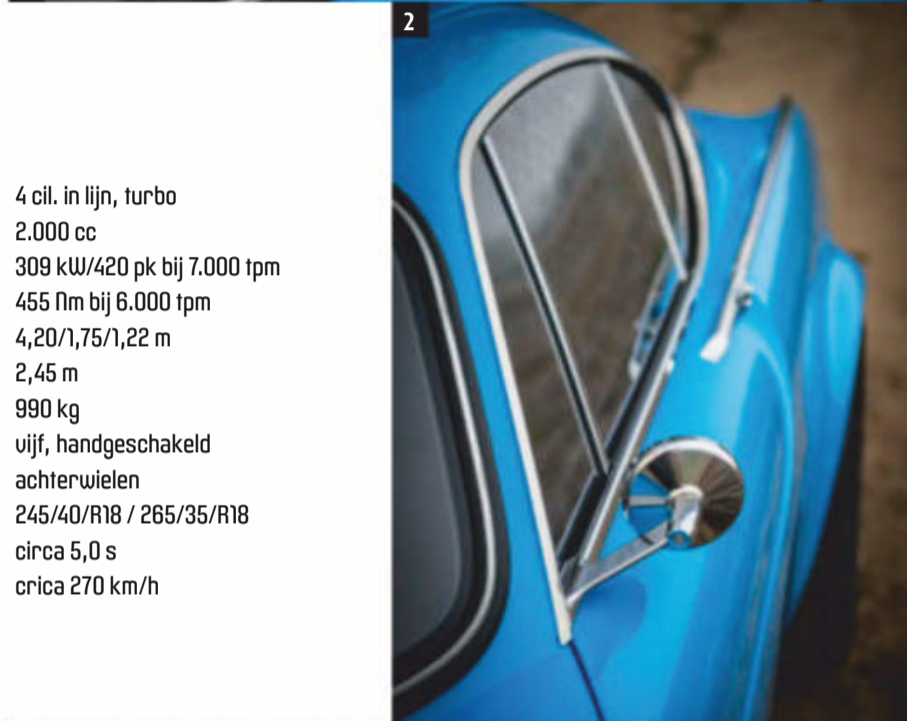 4 cil. in lijn, turbo
2.000 cc
309 kW/420 pk bij 7.000 tpm
455 Nm bij 6.000 tpm
4,20/1,75/1,22 m
2,45 m
990 kg
vijf, handgeschakeld
achterwielen
245/40/R18 / 265/35/R18
circa 5,0 s
crica 270 km/h
2